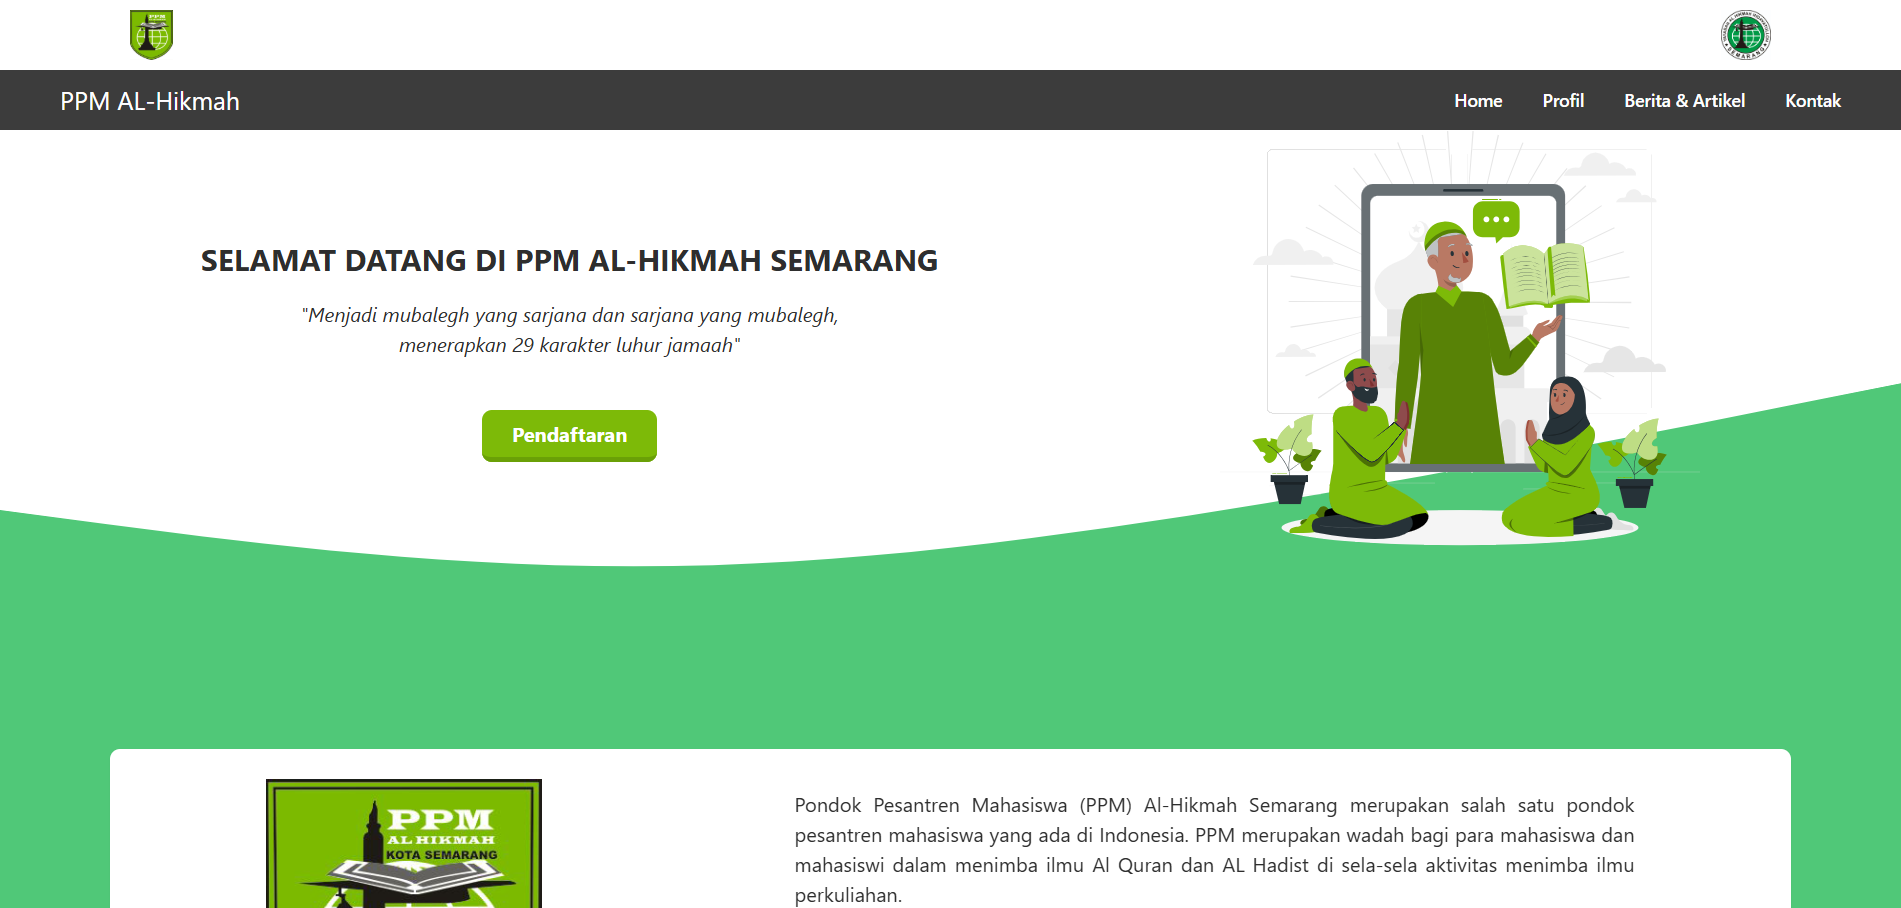 PPM
SEMARANG
PPM AL-Hikmah
Home
Profil
Berita & Artikel
Kontak
SELAMAT DATANG DI PPM AL-HIKMAH SEMARANG
"Menjadi mubalegh yang sarjana dan sarjana yang mubalegh,
menerapkan 29 karakter luhur jamaah"
Pendaftaran
PPM
AL HIKMAH
KOTA SEMARANG
Pondok Pesantren Mahasiswa (PPM) Al-Hikmah Semarang merupakan salah satu pondok
pesantren mahasiswa yang ada di Indonesia. PPM merupakan wadah bagi para mahasiswa dan
mahasiswi dalam menimba ilmu Al Quran dan AL Hadist di sela-sela aktivitas menimba ilmu
perkuliahan.